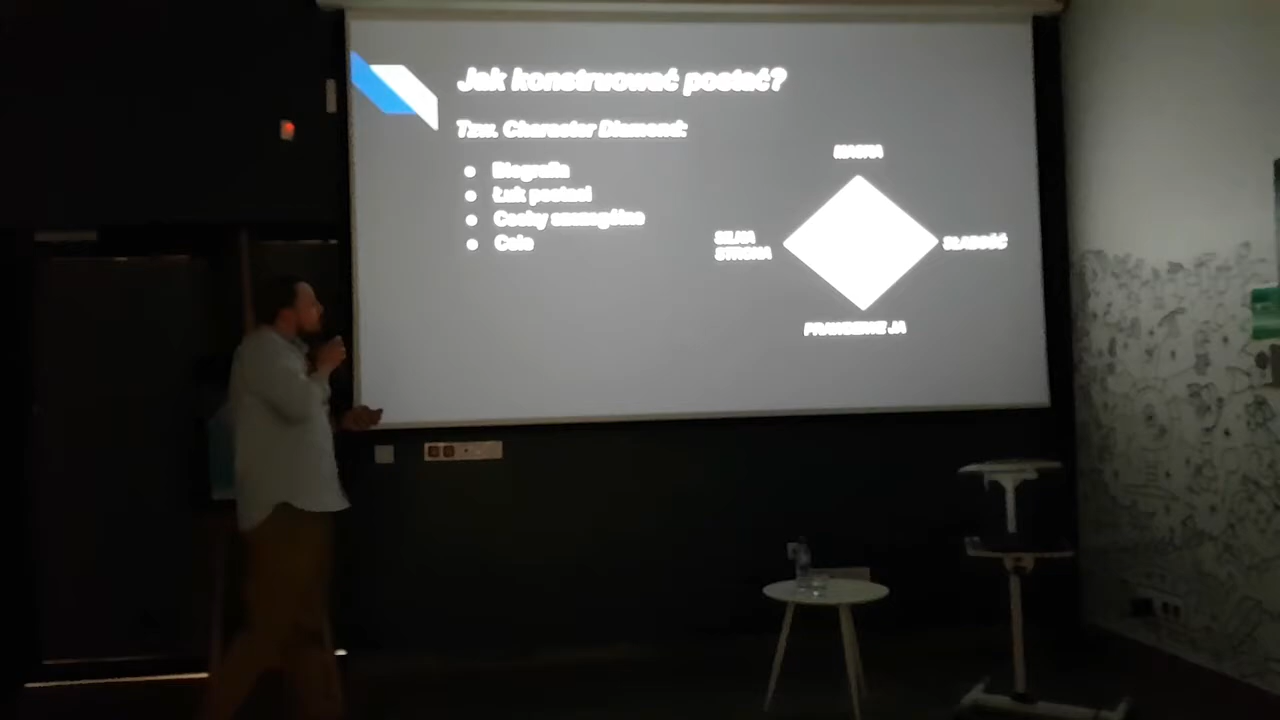 Jak konstruować postać?
Tzw. Character Diamond:
Biografia
Łuk postaci
Cechy szczególne
Cele
MASKA
SILNA
STRONA
SŁABOŚĆ
PRAWDZIWE JA